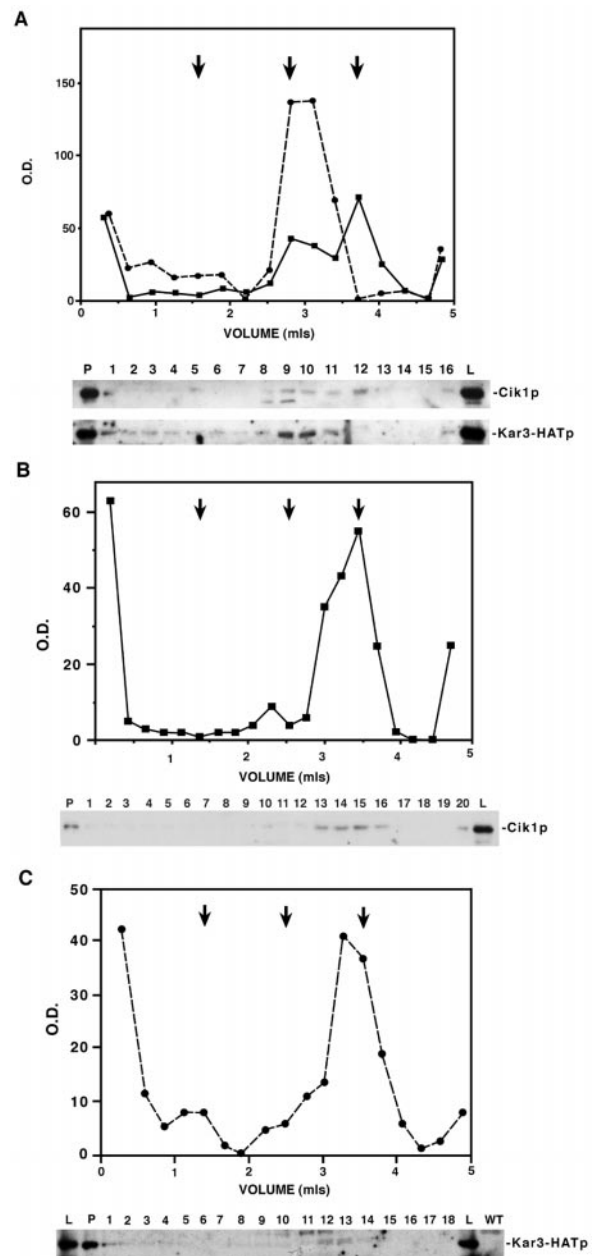 A
150
100
50
0
O.D.
0 1 2 3 4 5
VOLUME (mls)
P 1 2 3 4 5 6 7 8 9 10 11 12 13 14 15 16 L
-Cik1p
-Kar3-HATp
B
60
40
20
0
O.D.
1 2 3 4 5
VOLUME (mls)
P 1 2 3 4 5 6 7 8 9 10 11 12 13 14 15 16 17 18 19 20 L
-Cik1p
C
50
40
30
20
10
0
O.D.
0 1 2 3 4 5
VOLUME (mls)
L P 1 2 3 4 5 6 7 8 9 10 11 12 13 14 15 16 17 18 L WT
-Kar3-HATp